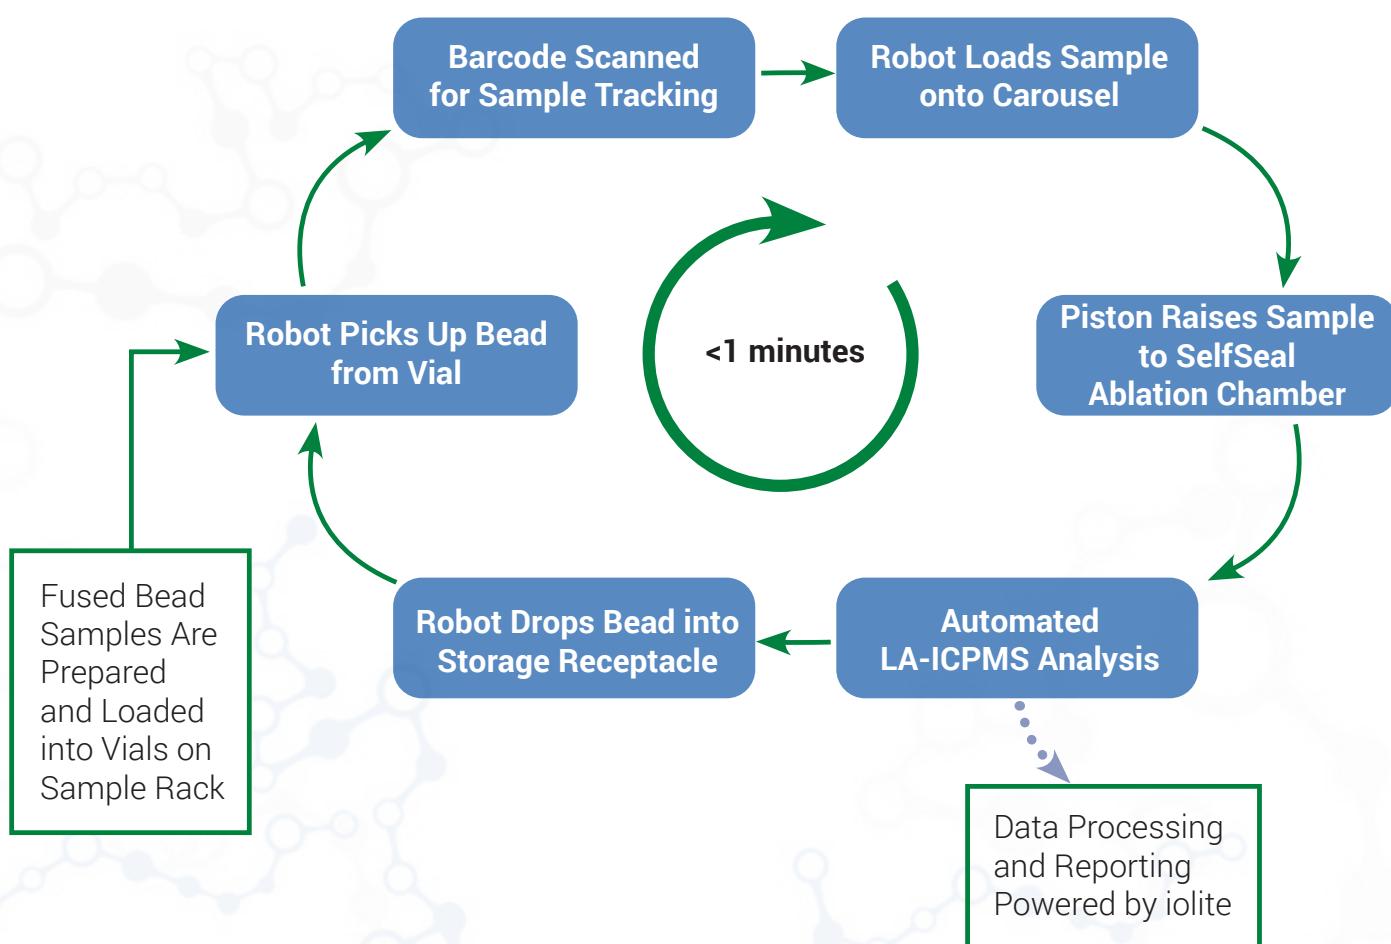 Barcode Scanned
for Sample Tracking
Robot Loads Sample
onto Carousel
Robot Picks Up Bead
from Vial
<1 minutes
Piston Raises Sample
to SelfSeal
Ablation Chamber
Fused Bead
Samples Are
Prepared
and Loaded
into Vials on
Sample Rack
Robot Drops Bead into
Storage Receptacle
Automated
LA-ICPMS Analysis
Data Processing
and Reporting
Powered by iolite